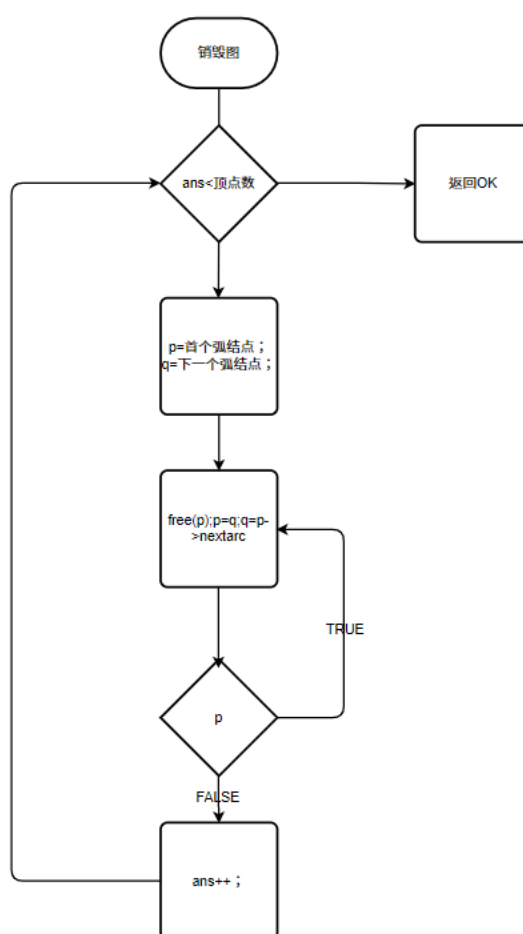 销毁图
ans<顶点数
返回OK
p=首个弧结点；
q=下一个弧结点；
free(p);p=q;q=p-
>nextarc
TRUE
p
FALSE
ans++；